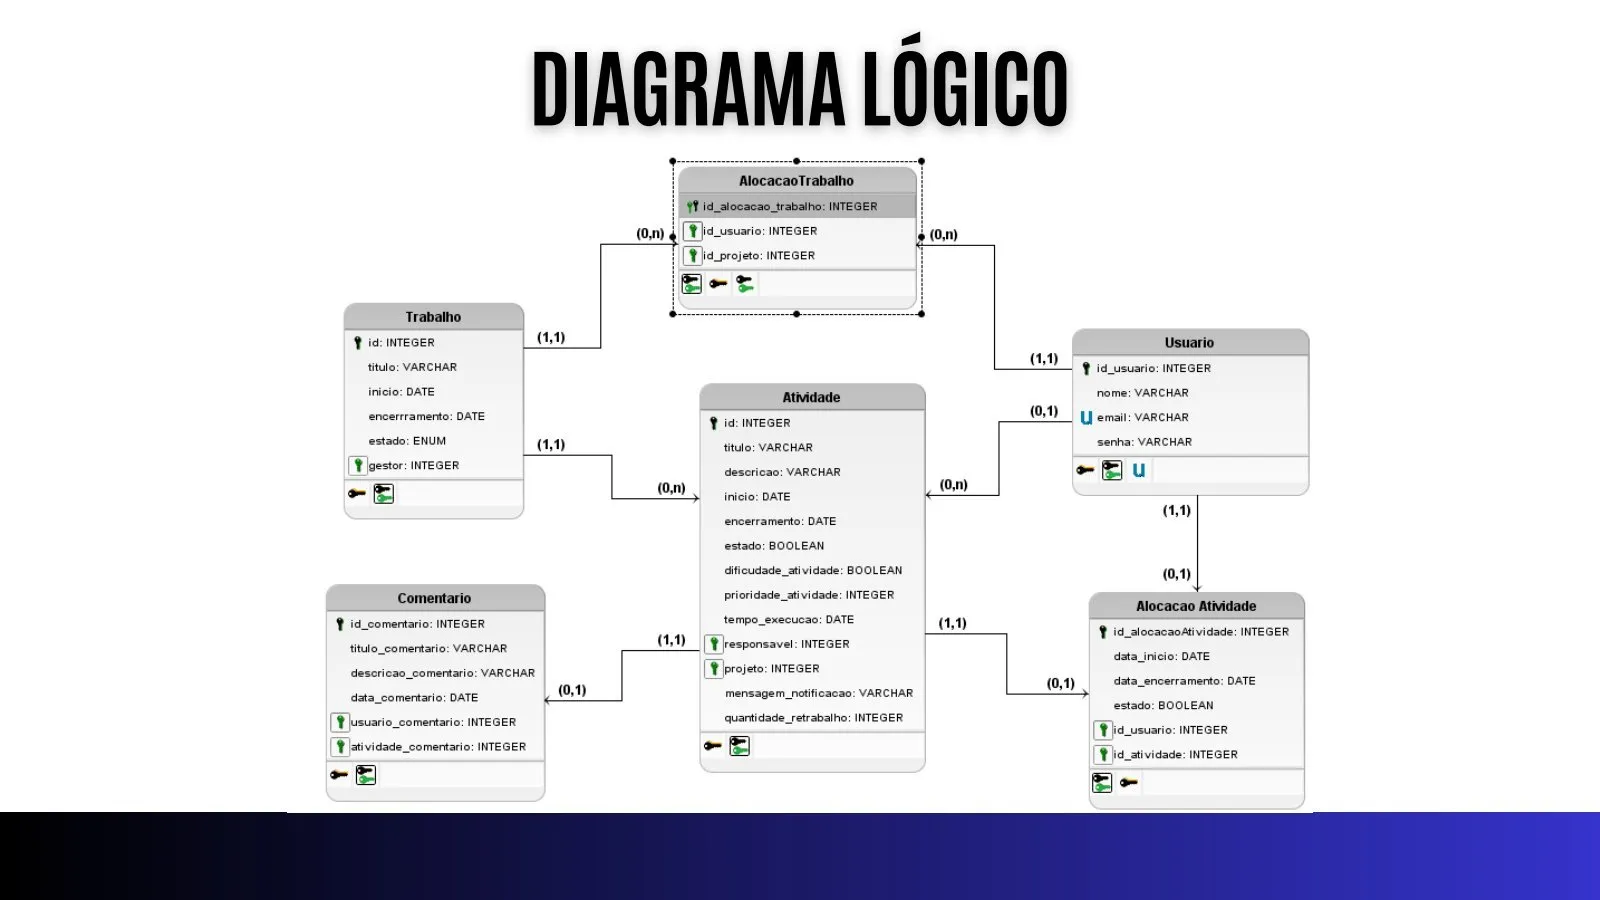 DIAGRAMA LÓGICO
AlocacaoTrabalho
id_alocacao_trabalho: INTEGER
id_usuario: INTEGER
id_projeto: INTEGER
(0,n)
(0,n)
Trabalho
id: INTEGER
titulo: VARCHAR
inicio: DATE
encerrramento: DATE
estado: ENUM
gestor: INTEGER
(1,1)
(1,1)
(0,n)
Usuario
id_usuario: INTEGER
nome: VARCHAR
u email: VARCHAR
senha: VARCHAR
u
(1,1)
(0,1)
(0,n)
(1,1)
(0,1)
Atividade
id: INTEGER
titulo: VARCHAR
descricao: VARCHAR
inicio: DATE
encerramento: DATE
estado: BOOLEAN
dificudade_atividade: BOOLEAN
prioridade_atividade: INTEGER
tempo_execucao: DATE
responsavel: INTEGER
projeto: INTEGER
mensagem_notificacao: VARCHAR
quantidade_retrabalho: INTEGER
(1,1)
(0,1)
(1,1)
(0,1)
Comentario
id_comentario: INTEGER
titulo_comentario: VARCHAR
descricao_comentario: VARCHAR
data_comentario: DATE
usuario_comentario: INTEGER
atividade_comentario: INTEGER
Alocacao Atividade
id_alocacaoAtividade: INTEGER
data_inicio: DATE
data_encerramento: DATE
estado: BOOLEAN
id_usuario: INTEGER
id_atividade: INTEGER